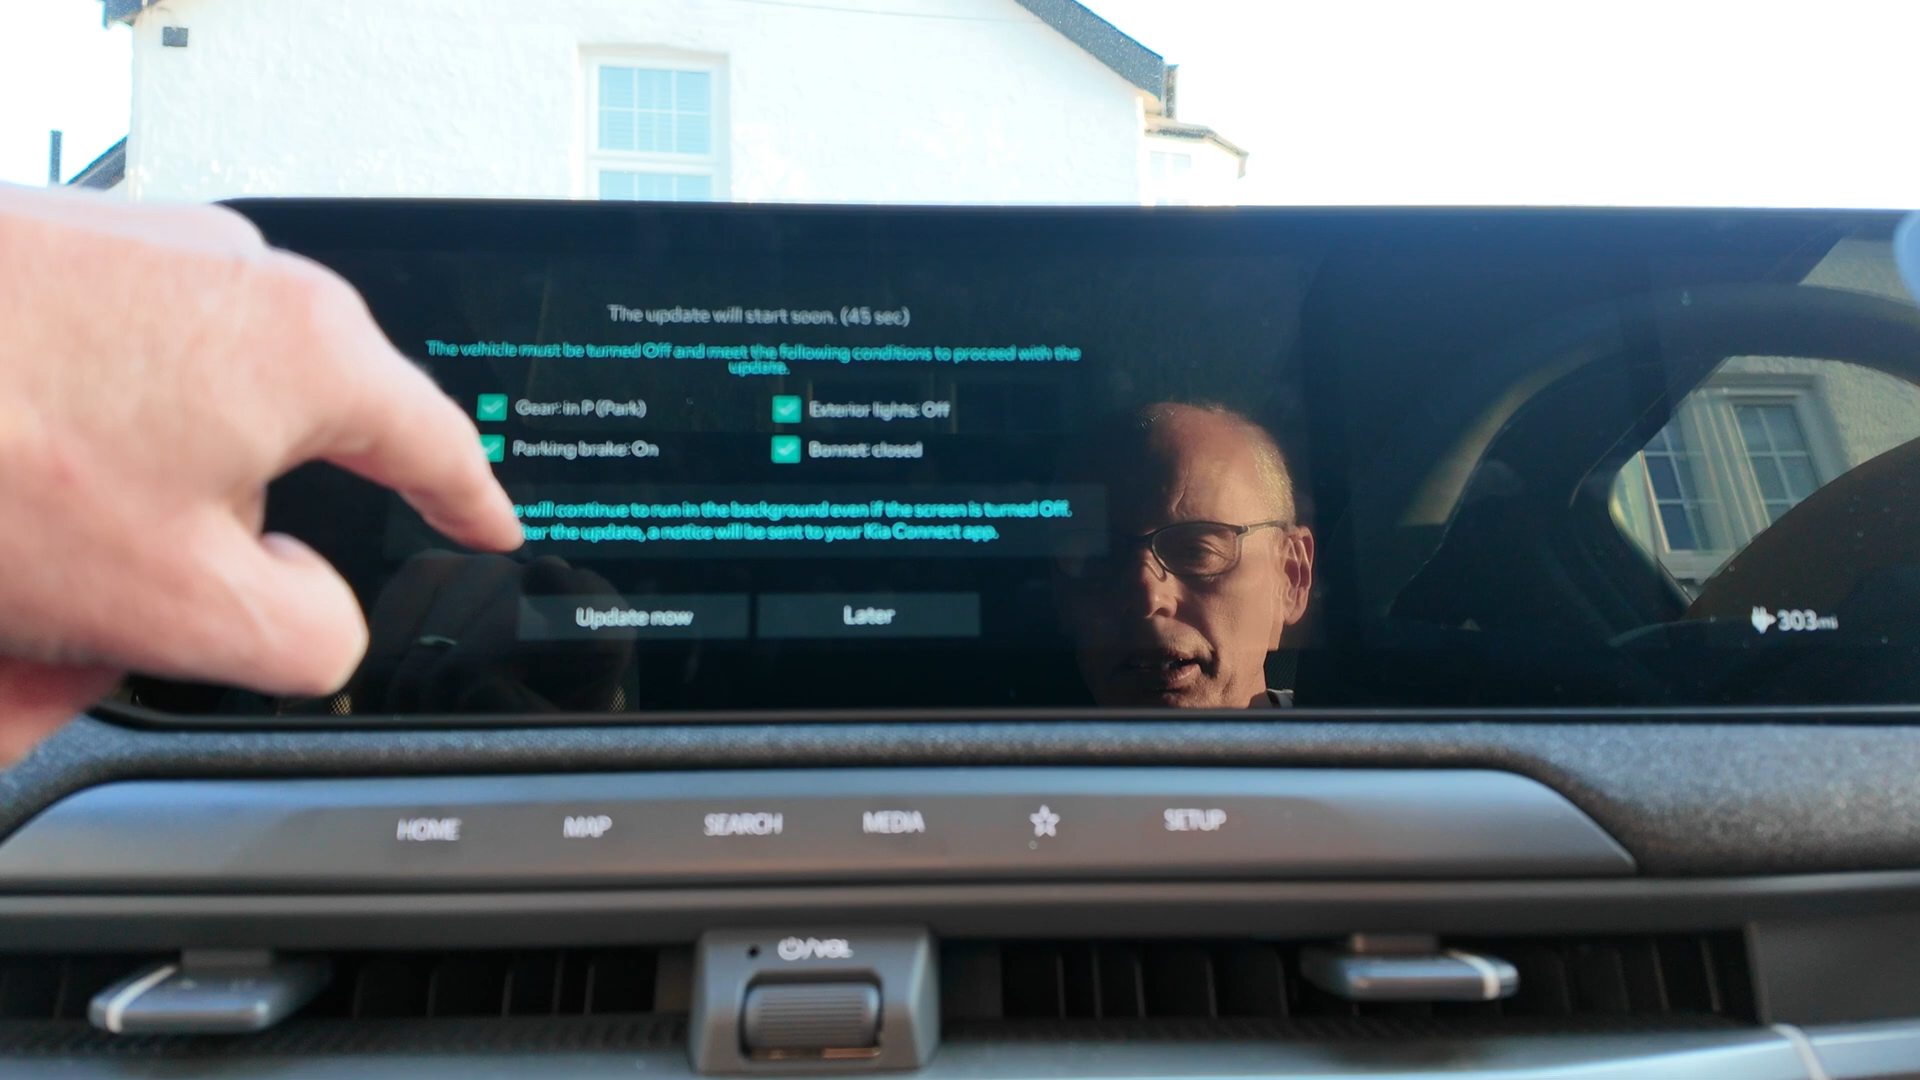 The update will start soon. (45 sec)
The vehicle must be turned Off and meet the following conditions to proceed with the
update.
Gear: in P (Park)
Exterior lights: Off
Parking brake: On
Bonnet: closed
will continue to run in the background even if the screen is turned Off.
the update, a notice will be sent to your Kia Connect app.
Update now
Later
303mi
HOME
MAP
SEARCH
MEDIA
SETUP
/VOL